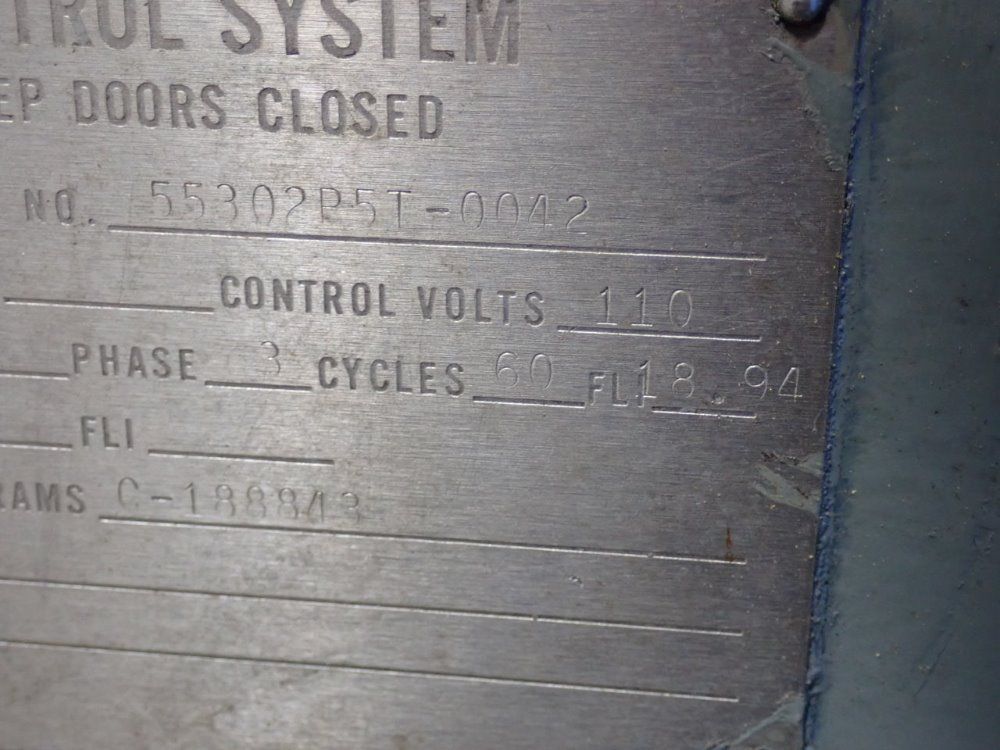 TROL SYSTEM
EP DOORS CLOSED
NO. 55302P5T-0042
CONTROL VOLTS 110
PHASE 3 CYCLES 60 FLI 18.94
FLI
RAMS C-188843